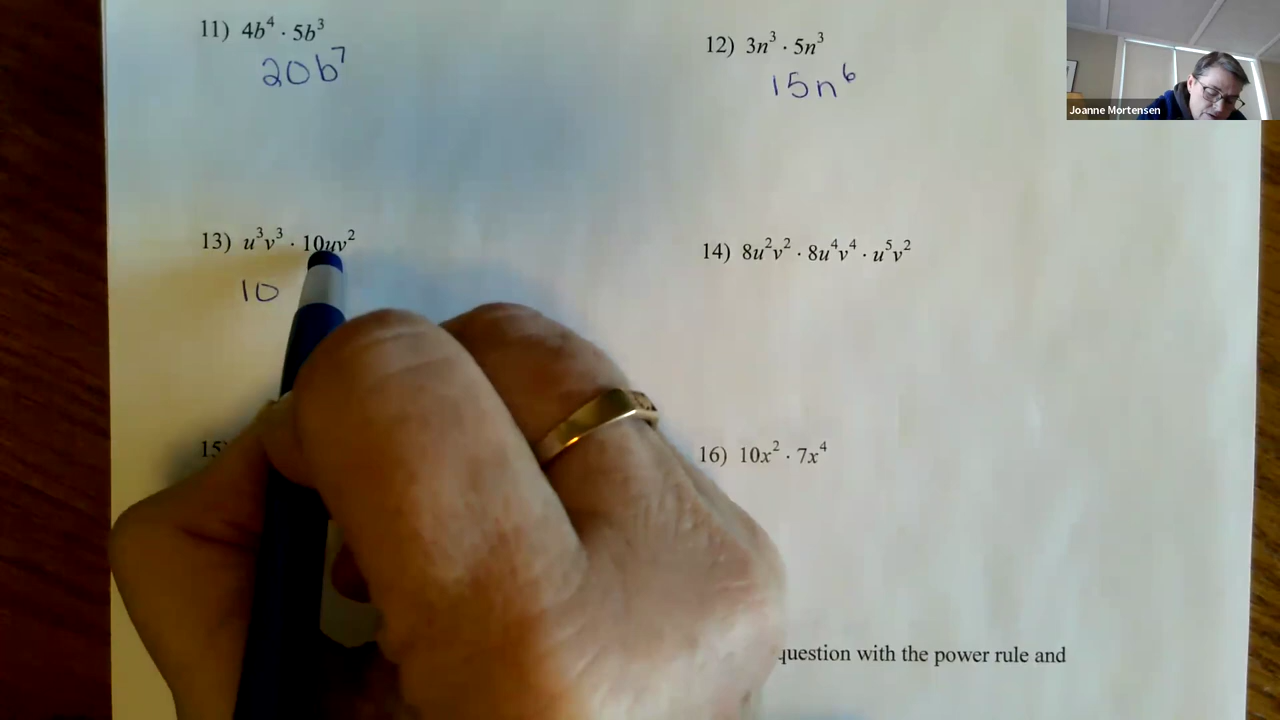 11) 4b⁴ · 5b³
20b⁷
12) 3n³ · 5n³
15n⁶
Joanne Mortensen
13) u³v³ · 10uv²
10
14) 8u²v² · 8u⁴v⁴ · u⁵v²
15)
16) 10x² · 7x⁴
question with the power rule and